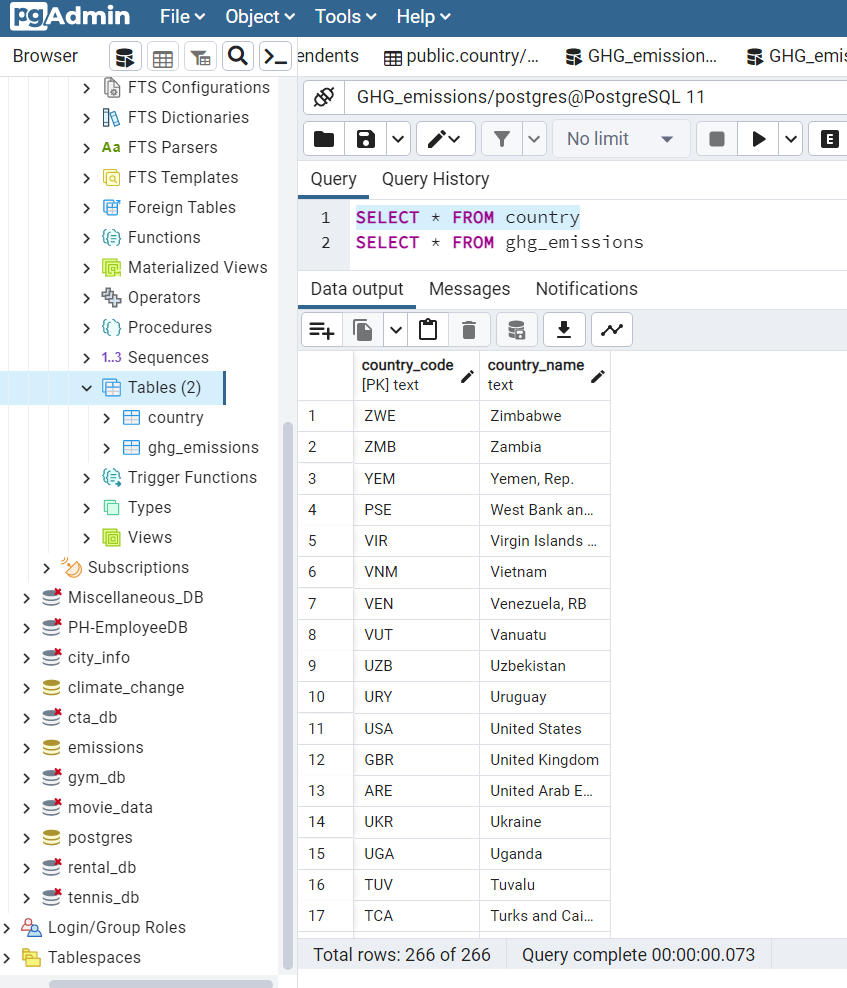 pgAdmin File Object Tools Help
Browser
endents public.country/... GHG_emission... GHG_emis
FTS Configurations
FTS Dictionaries
Aa FTS Parsers
FTS Templates
Foreign Tables
Functions
Materialized Views
Operators
Procedures
1..3 Sequences
Tables (2)
country
ghg_emissions
Trigger Functions
Types
Views
Subscriptions
Miscellaneous_DB
PH-EmployeeDB
city_info
climate_change
cta_db
emissions
gym_db
movie_data
postgres
rental_db
tennis_db
Login/Group Roles
Tablespaces
GHG_emissions/postgres@PostgreSQL 11
No limit E
Query Query History
1 SELECT * FROM country
2 SELECT * FROM ghg_emissions
Data output Messages Notifications
country_code country_name
[PK] text text
1 ZWE Zimbabwe
2 ZMB Zambia
3 YEM Yemen, Rep.
4 PSE West Bank an...
5 VIR Virgin Islands ...
6 VNM Vietnam
7 VEN Venezuela, RB
8 VUT Vanuatu
9 UZB Uzbekistan
10 URY Uruguay
11 USA United States
12 GBR United Kingdom
13 ARE United Arab E...
14 UKR Ukraine
15 UGA Uganda
16 TUV Tuvalu
17 TCA Turks and Cai...
Total rows: 266 of 266 Query complete 00:00:00.073